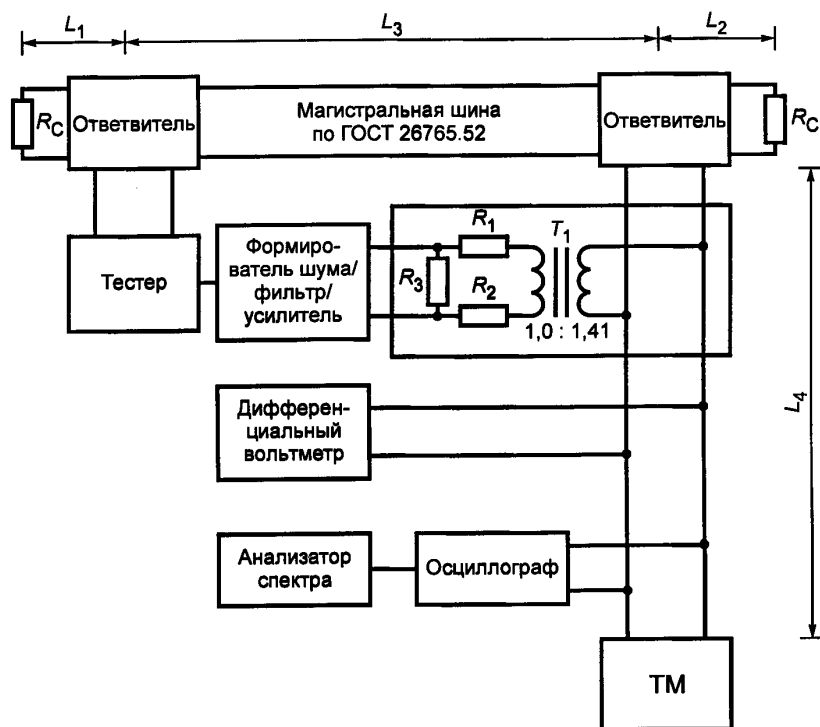 L1
L3
L2
RC
Ответвитель
Магистральная шина
по ГОСТ 26765.52
Ответвитель
RC
Тестер
Формиро-
ватель шума/
фильтр/
усилитель
R1
R3
R2
T1
1,0 : 1,41
L4
Дифферен-
циальный
вольтметр
Анализатор
спектра
Осциллограф
ТМ